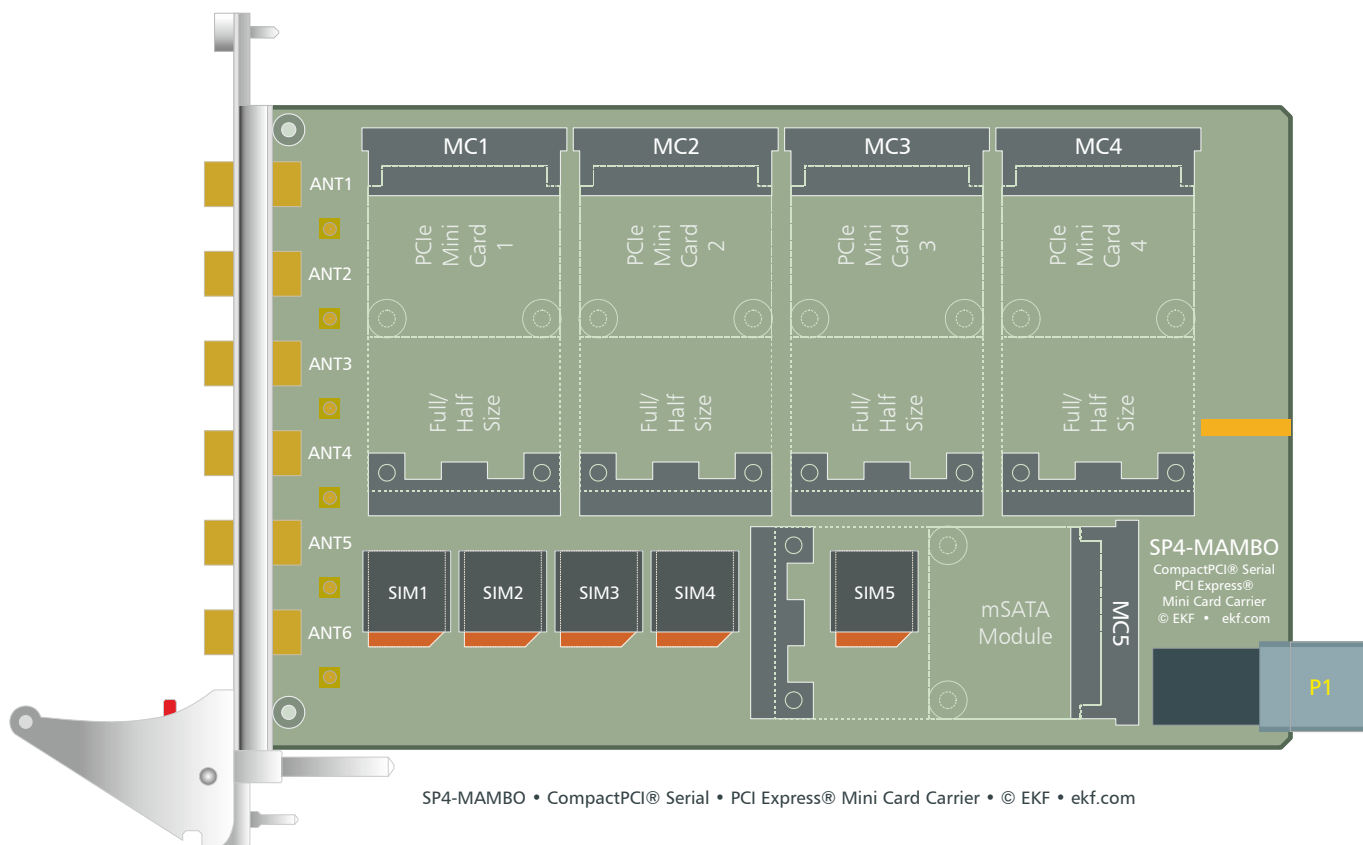 MC1
MC2
MC3
MC4
ANT1
ANT2
ANT3
ANT4
ANT5
ANT6
PCIe
Mini
Card
1
PCIe
Mini
Card
2
PCIe
Mini
Card
3
PCIe
Mini
Card
4
Full/
Half
Size
Full/
Half
Size
Full/
Half
Size
Full/
Half
Size
SIM1
SIM2
SIM3
SIM4
SIM5
mSATA
Module
MC5
SP4-MAMBO
CompactPCI® Serial
PCI Express®
Mini Card Carrier
© EKF • ekf.com
P1
SP4-MAMBO • CompactPCI® Serial • PCI Express® Mini Card Carrier • © EKF • ekf.com